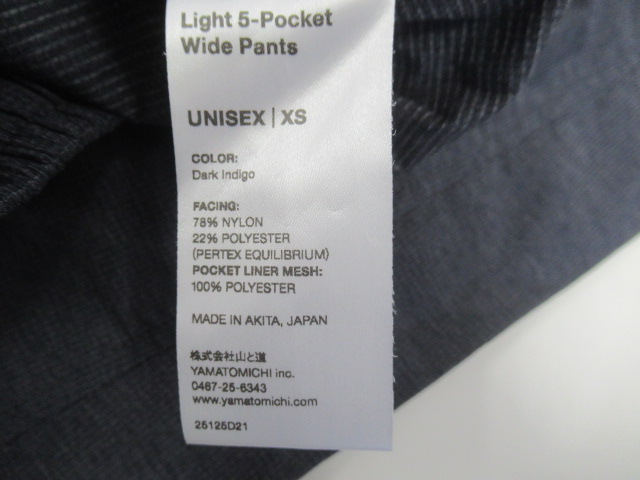 Light 5-Pocket
Wide Pants
UNISEX | XS
COLOR:
Dark Indigo
FACING:
78% NYLON
22% POLYESTER
(PERTEX EQUILIBRIUM)
POCKET LINER MESH:
100% POLYESTER
MADE IN AKITA, JAPAN
株式会社山と道
YAMATOMICHI inc.
0467-25-6343
www.yamatomichi.com
25125D21